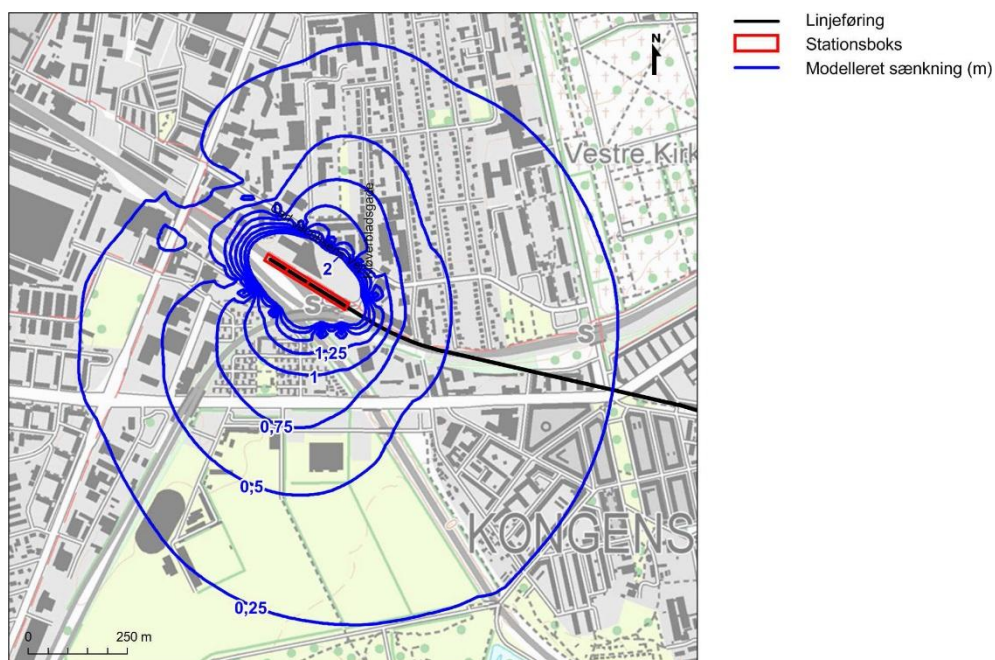 Linjeføring
Stationsboks
Modelleret sænkning (m)
N
Vestre Kirk
2
S
S
1,25
1
0,75
0,5
KONGENS
0,25
0 250 m